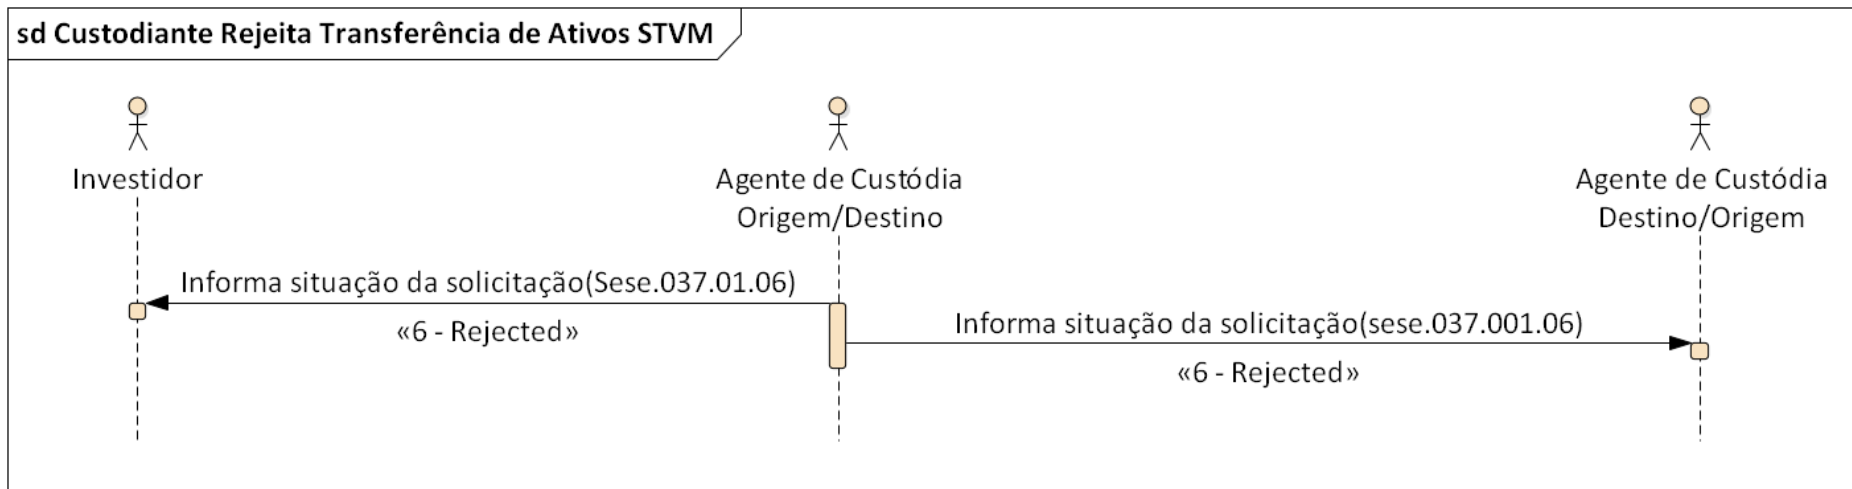 sd Custodiante Rejeita Transferência de Ativos STVM
Investidor
Agente de Custódia
Origem/Destino
Agente de Custódia
Destino/Origem
Informa situação da solicitação(Sese.037.01.06)
«6 - Rejected»
Informa situação da solicitação(sese.037.001.06)
«6 - Rejected»